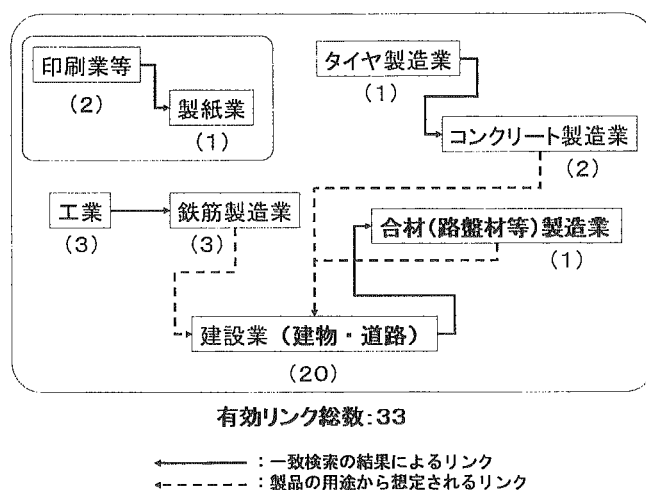 印刷業等
(2)
製紙業
(1)
タイヤ製造業
(1)
コンクリート製造業
(2)
工業
(3)
鉄筋製造業
(3)
合材(路盤材等)製造業
(1)
建設業(建物・道路)
(20)
有効リンク総数:33
:一致検索の結果によるリンク
:製品の用途から想定されるリンク